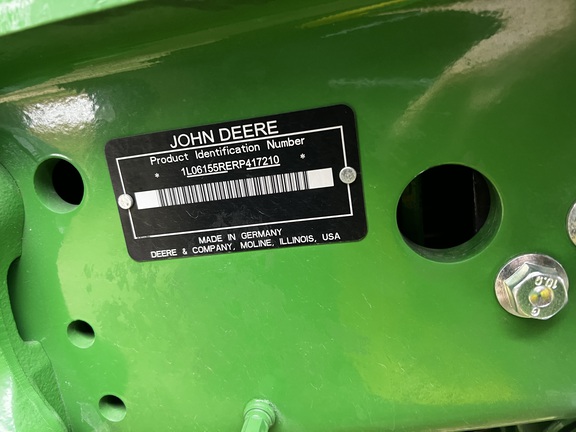 JOHN DEERE
Product Identification Number
* 1L06155RERP417210 *
MADE IN GERMANY
DEERE & COMPANY, MOLINE, ILLINOIS, USA
10.9